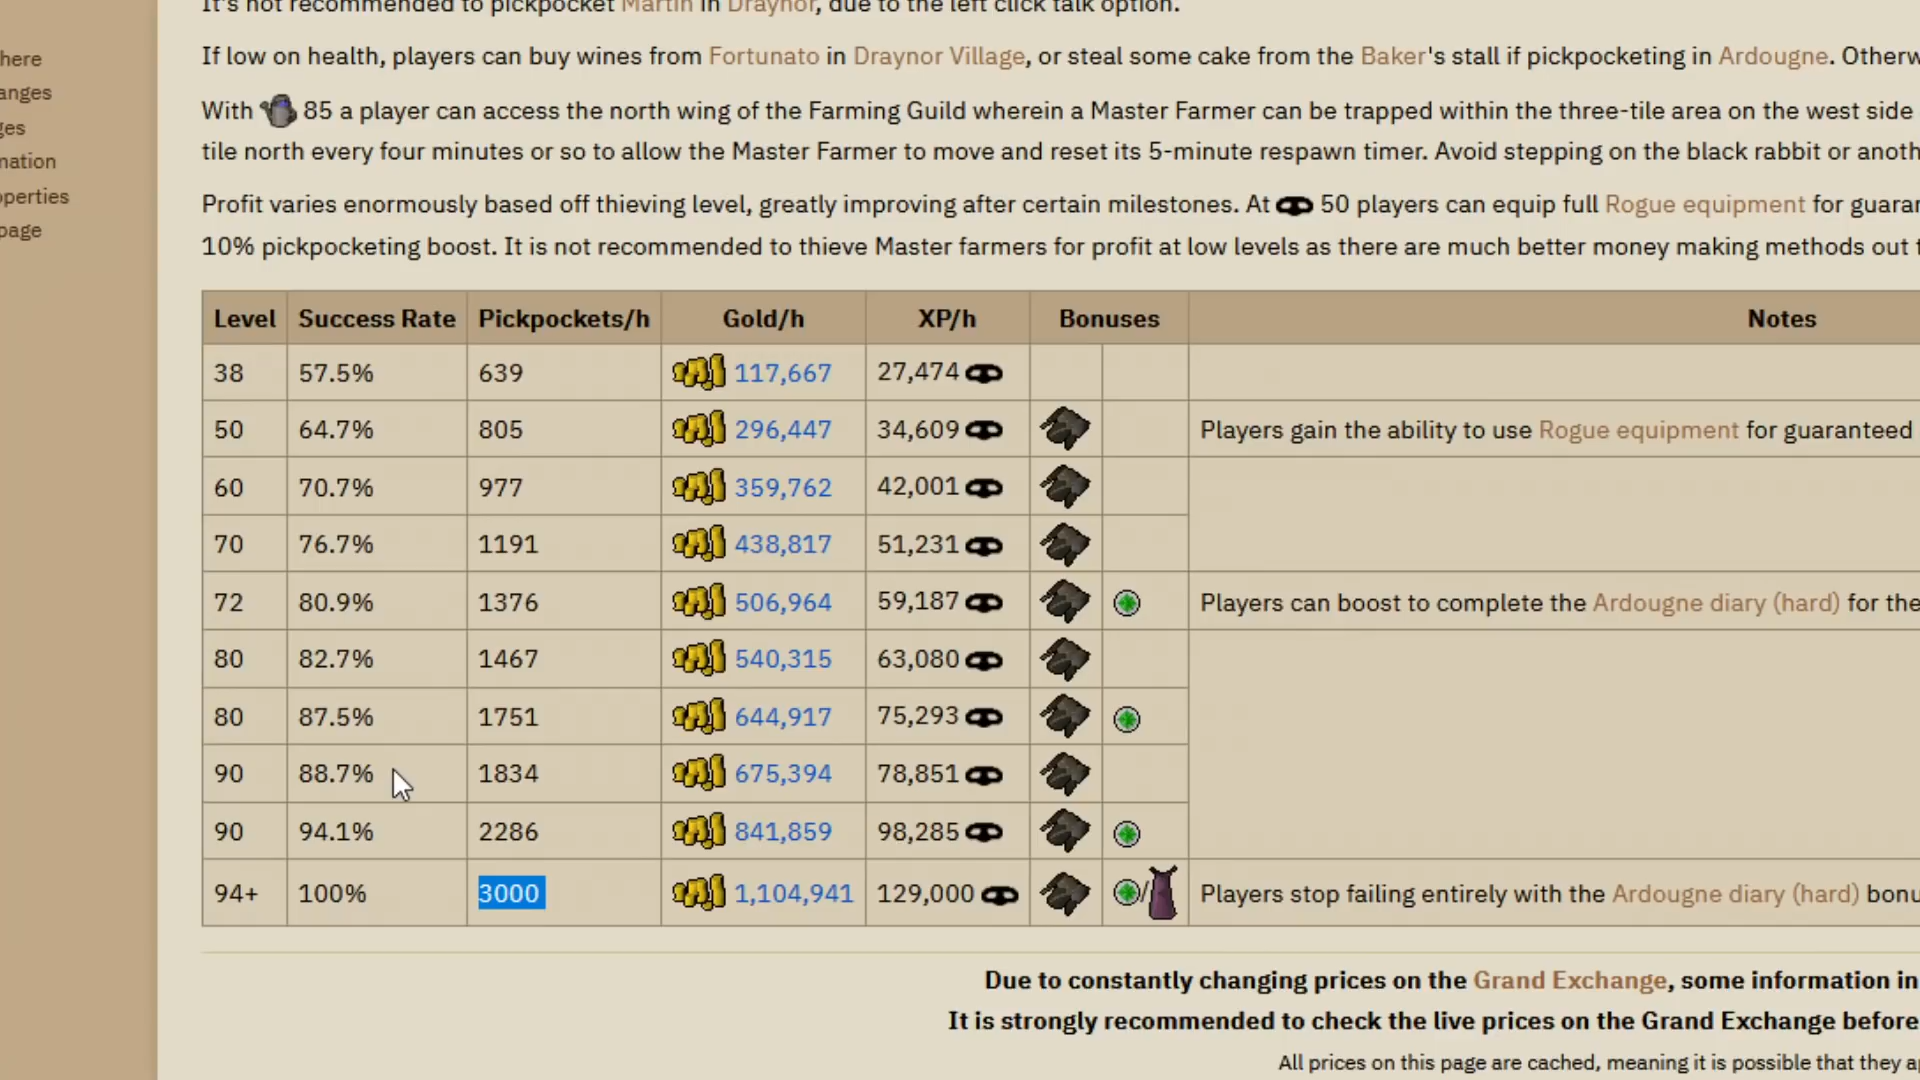 It's not recommended to pickpocket Martin in Draynor, due to the left click talk option.
here
If low on health, players can buy wines from Fortunato in Draynor Village, or steal some cake from the Baker's stall if pickpocketing in Ardougne. Otherw
anges
With 85 a player can access the north wing of the Farming Guild wherein a Master Farmer can be trapped within the three-tile area on the west side
ges
tile north every four minutes or so to allow the Master Farmer to move and reset its 5-minute respawn timer. Avoid stepping on the black rabbit or anoth
nation
operties
Profit varies enormously based off thieving level, greatly improving after certain milestones. At 50 players can equip full Rogue equipment for guaran
page
10% pickpocketing boost. It is not recommended to thieve Master farmers for profit at low levels as there are much better money making methods out t
Level Success Rate Pickpockets/h Gold/h XP/h Bonuses Notes
38 57.5% 639 117,667 27,474
50 64.7% 805 296,447 34,609 Players gain the ability to use Rogue equipment for guaranteed
60 70.7% 977 359,762 42,001
70 76.7% 1191 438,817 51,231
72 80.9% 1376 506,964 59,187 Players can boost to complete the Ardougne diary (hard) for the
80 82.7% 1467 540,315 63,080
80 87.5% 1751 644,917 75,293
90 88.7% 1834 675,394 78,851
90 94.1% 2286 841,859 98,285
94+ 100% 3000 1,104,941 129,000 / Players stop failing entirely with the Ardougne diary (hard) bonu
Due to constantly changing prices on the Grand Exchange, some information in
It is strongly recommended to check the live prices on the Grand Exchange before
All prices on this page are cached, meaning it is possible that they a